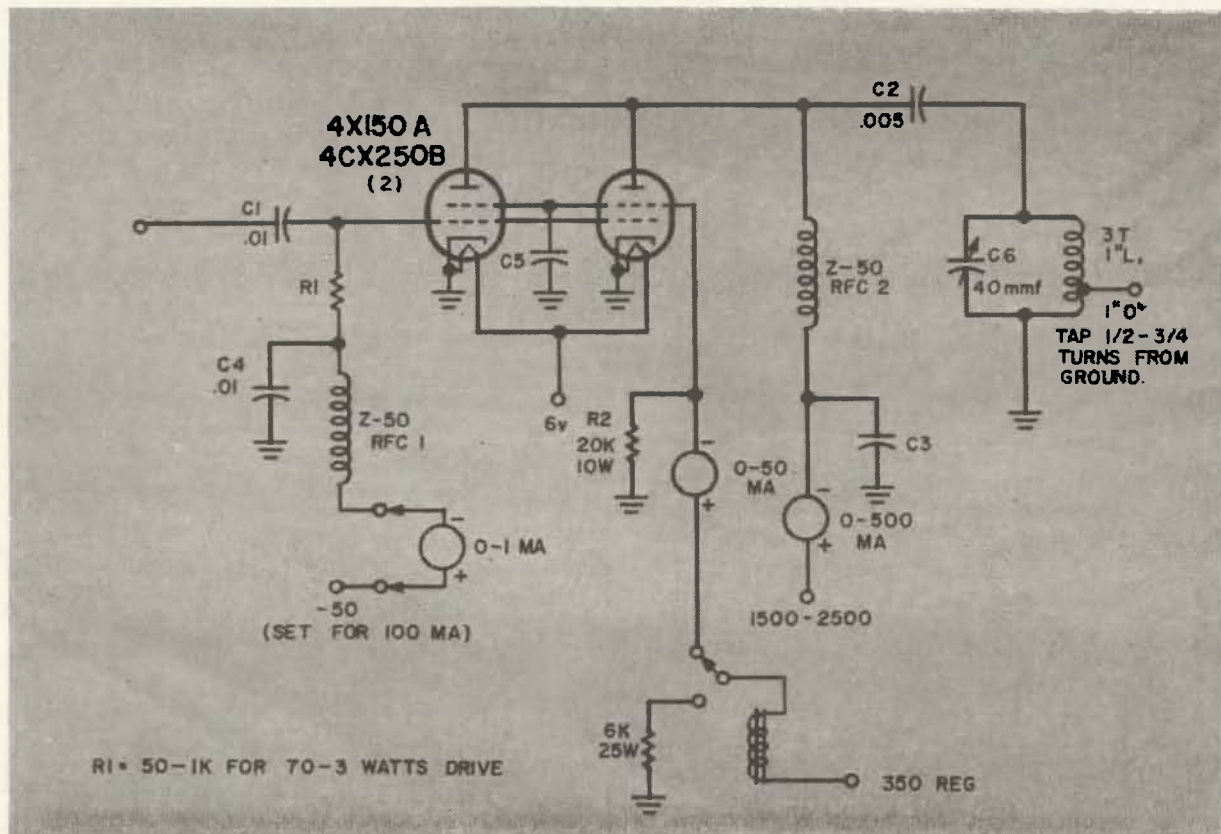 C2
.005
4X150A
4CX250B
(2)
C1
.01
R1
C5
Z-50
RFC 2
C6
40mmf
3T
1"L,
1"D
TAP 1/2-3/4
TURNS FROM
GROUND.
C4
.01
Z-50
RFC 1
6v
R2
20K
10W
-
0-50
MA
+
C3
-
0-500
MA
+
-
0-1 MA
+
-50
(SET FOR 100 MA)
1500-2500
6K
25W
R1= 50-1K FOR 70-3 WATTS DRIVE
350 REG